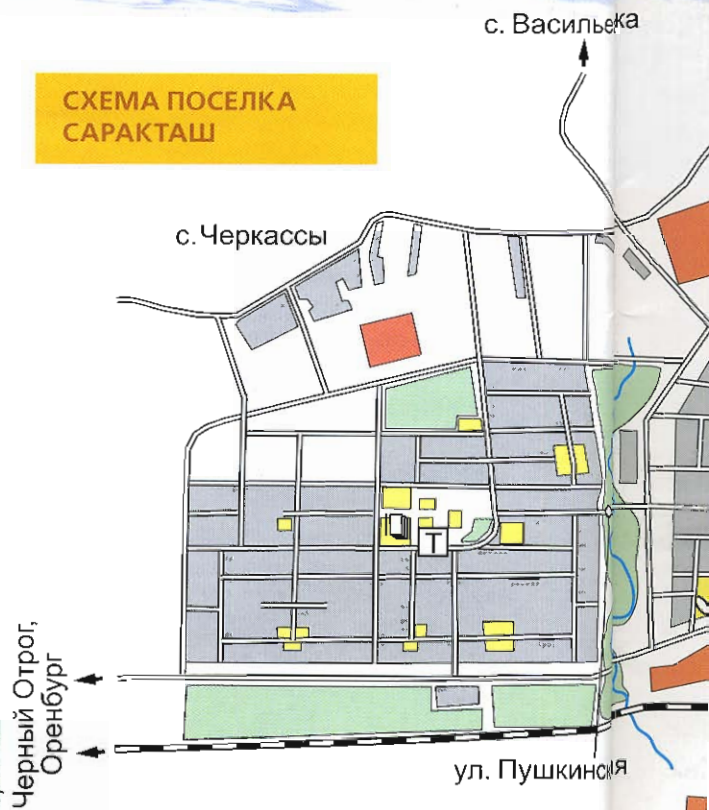 с. Васильевка
СХЕМА ПОСЕЛКА
САРАКТАШ
с. Черкассы
Т
Черный Отрог,
Оренбург
ул. Пушкинская